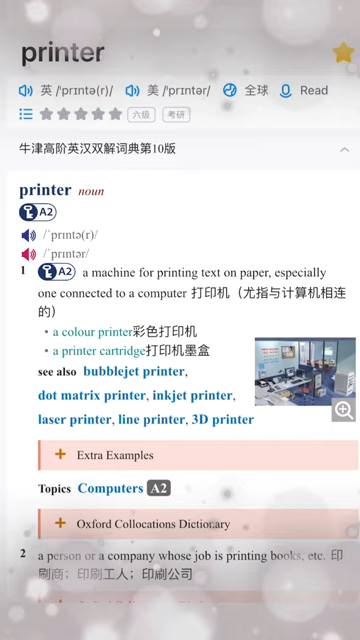 printer
英 /ˈprɪntə(r)/ 美 /ˈprɪntər/ 全球 Read
六级 考研
牛津高阶英汉双解词典第10版
printer noun
A2
/ˈprɪntə(r)/
/ˈprɪntər/
1 A2 a machine for printing text on paper, especially
one connected to a computer 打印机（尤指与计算机相连
的）
• a colour printer彩色打印机
• a printer cartridge打印机墨盒
see also bubblejet printer,
dot matrix printer, inkjet printer,
laser printer, line printer, 3D printer
+ Extra Examples
Topics Computers A2
+ Oxford Collocations Dictionary
2 a person or a company whose job is printing books, etc. 印
刷商；印刷工人；印刷公司